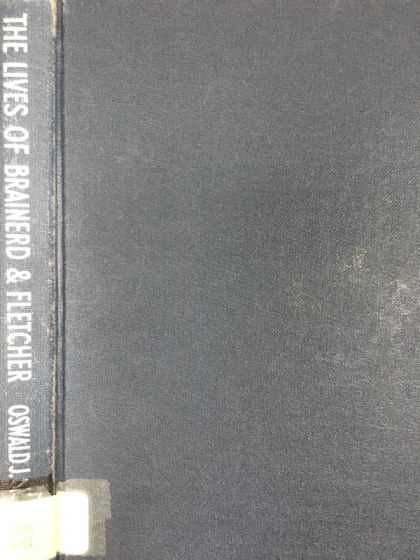 THE LIVES OF BRAINERD & FLETCHER OSWALD J.